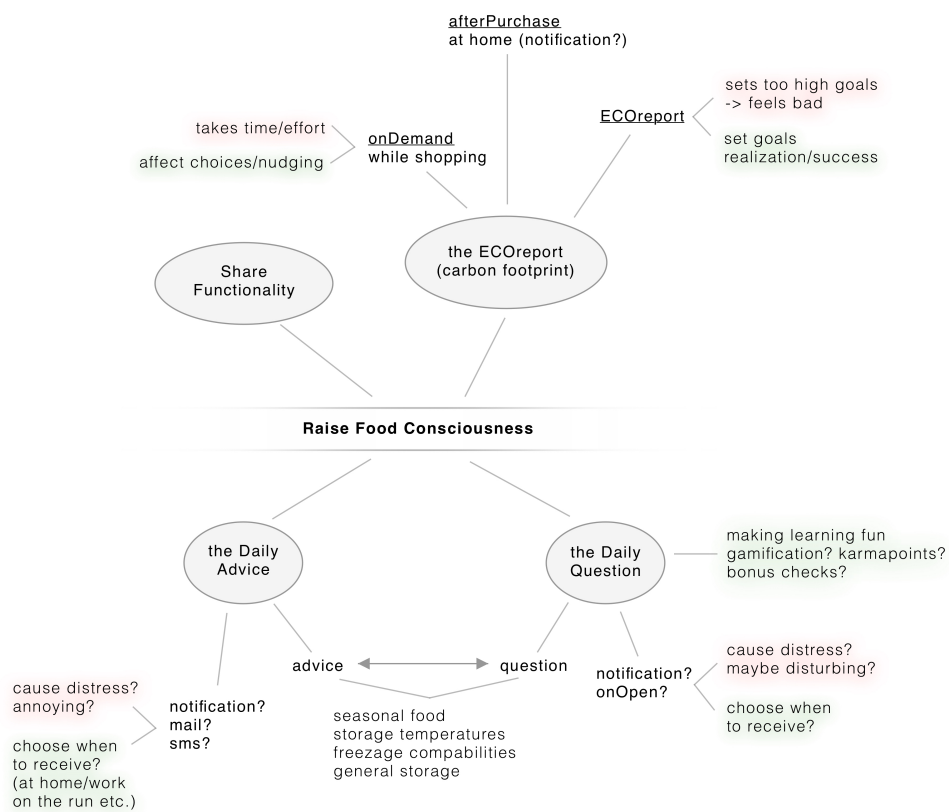 afterPurchase
at home (notification?)
sets too high goals
-> feels bad
ECOreport
set goals
realization/success
takes time/effort
affect choices/nudging
onDemand
while shopping
the ECOreport
(carbon footprint)
Share
Functionality
Raise Food Consciousness
the Daily
Advice
the Daily
Question
making learning fun
gamification? karmapoints?
bonus checks?
advice
question
notification?
onOpen?
cause distress?
maybe disturbing?
choose when
to receive?
cause distress?
annoying?
notification?
mail?
sms?
choose when
to receive?
(at home/work
on the run etc.)
seasonal food
storage temperatures
freezage compabilities
general storage